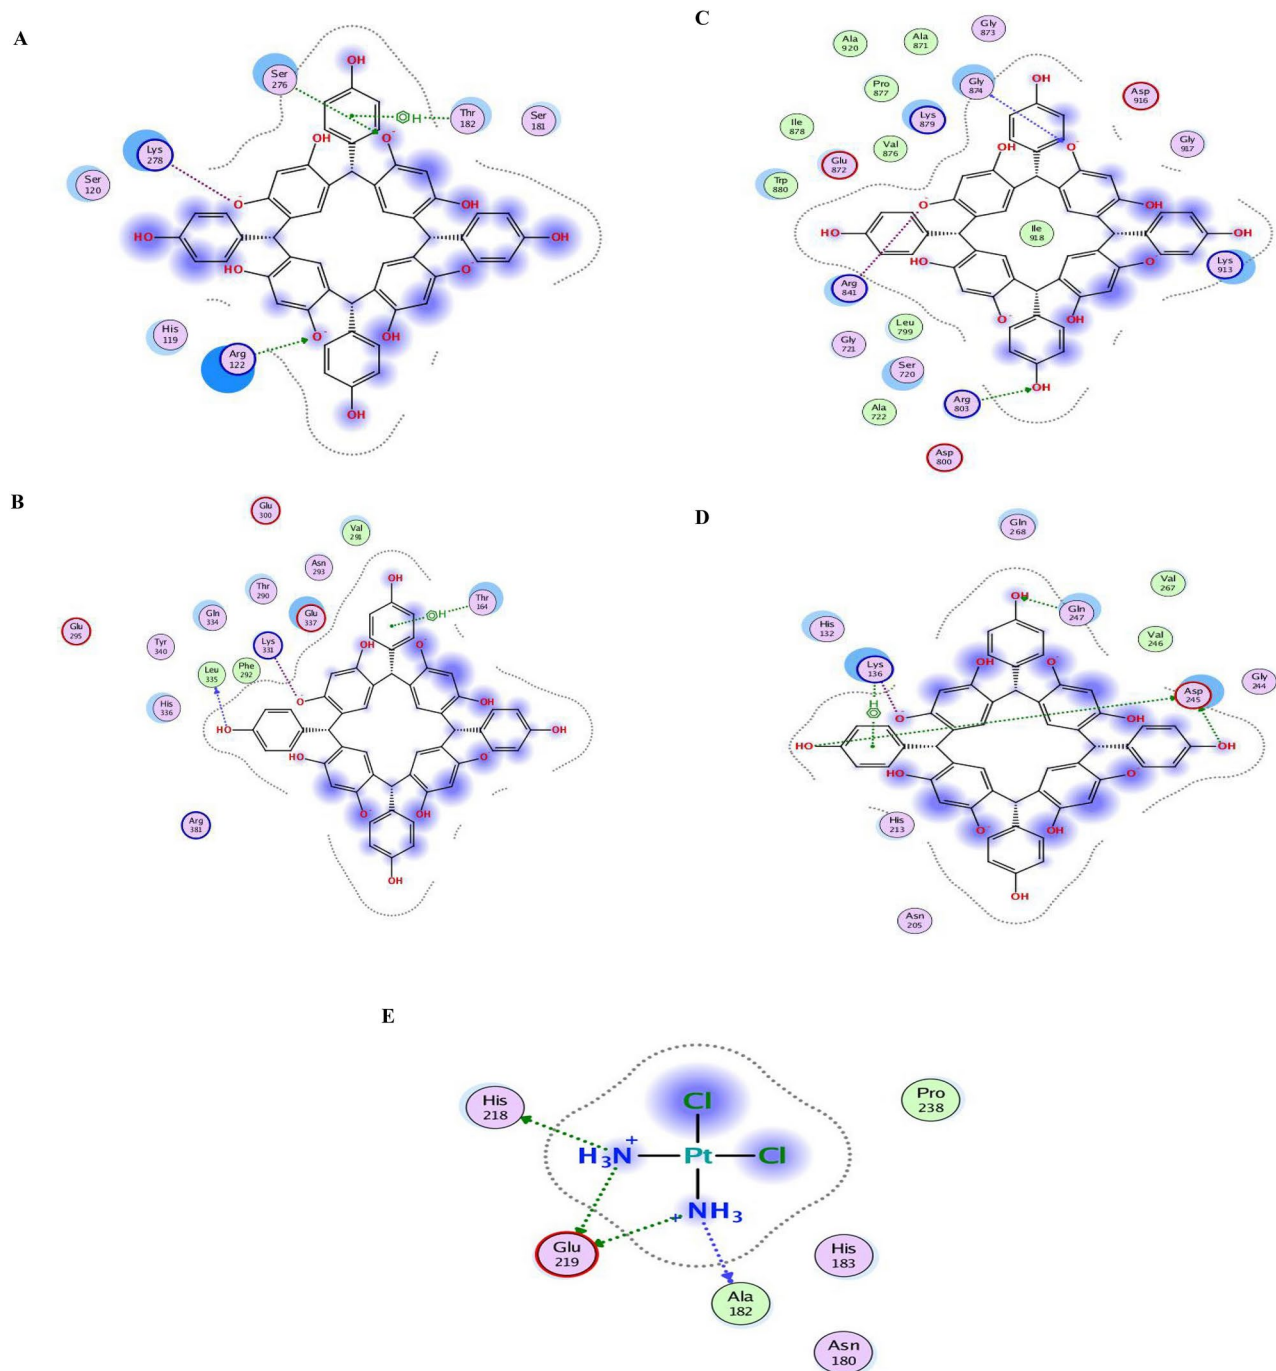 A
Ser
276
OH
H
Thr
182
Ser
181
Lys
278
OH
O-
Ser
120
O-
OH
HO
OH
HO
O-
His
119
Arg
122
O-
OH
OH
C
Ala
920
Ala
871
Gly
873
Pro
877
Gly
874
OH
Asp
916
Lys
879
Ile
878
Val
876
Glu
872
OH
O-
Gly
917
Trp
880
O-
OH
HO
Ile
918
OH
HO
O-
Lys
913
Arg
841
Leu
799
O-
OH
Gly
721
Ser
720
OH
Arg
803
Ala
722
Asp
800
B
Glu
300
Val
291
Asn
293
OH
Thr
290
Thr
164
H
Gln
334
Glu
337
Glu
295
Tyr
340
Lys
331
OH
O-
Leu
335
Phe
292
O-
OH
His
336
HO
OH
HO
O-
Arg
381
O-
OH
OH
D
Gln
268
Val
267
OH
Gln
247
His
132
Val
246
Lys
136
OH
O-
Gly
244
Asp
245
H
O-
OH
HO
OH
HO
O-
His
213
O-
OH
OH
Asn
205
E
His
218
Cl
Pro
238
+
H3N
Pt
Cl
+
NH3
Glu
219
His
183
Ala
182
Asn
180